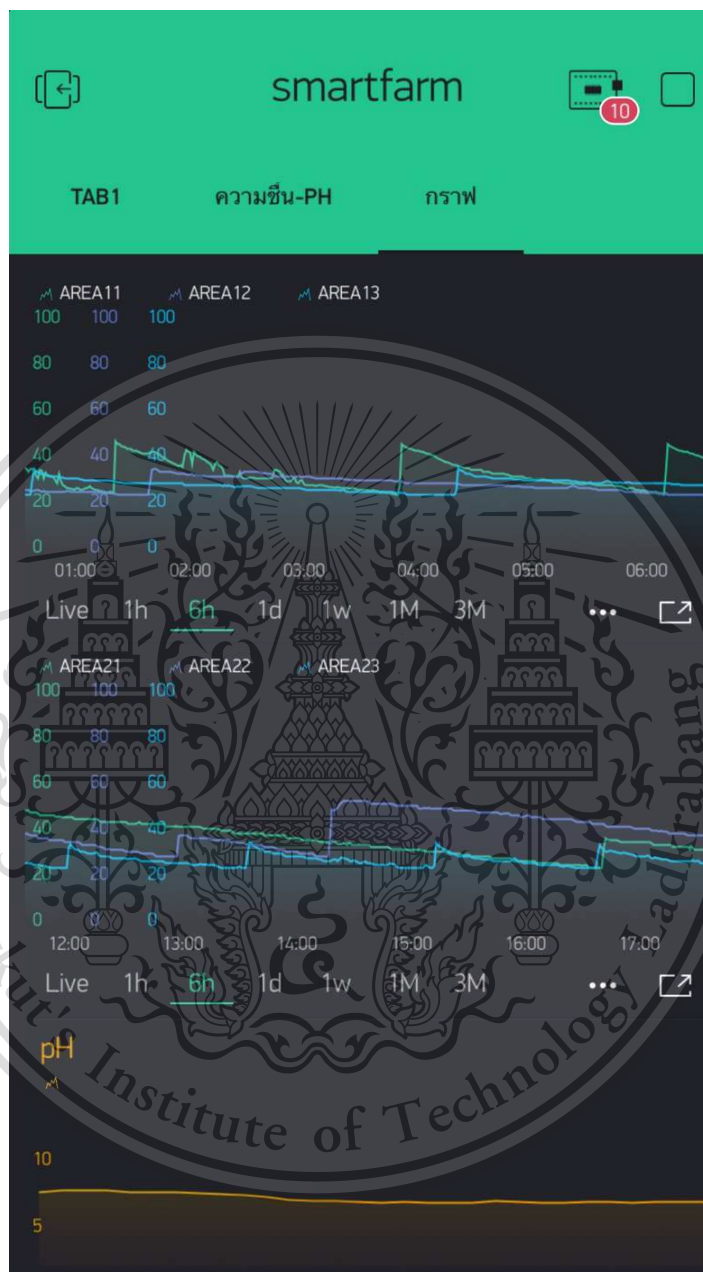 smartfarm
10
TAB1 ความชื้น-PH กราฟ
AREA11 AREA12 AREA13
100 100 100
80 80 80
60 60 60
40 40 40
20 20 20
0 0 0
01:00 02:00 03:00 04:00 05:00 06:00
Live 1h 6h 1d 1w 1M 3M •••
AREA21 AREA22 AREA23
100 100 100
80 80 80
60 60 60
40 40 40
20 20 20
0 0 0
12:00 13:00 14:00 15:00 16:00 17:00
Live 1h 6h 1d 1w 1M 3M •••
pH
10
5
Institute of Technology Ladkrabang